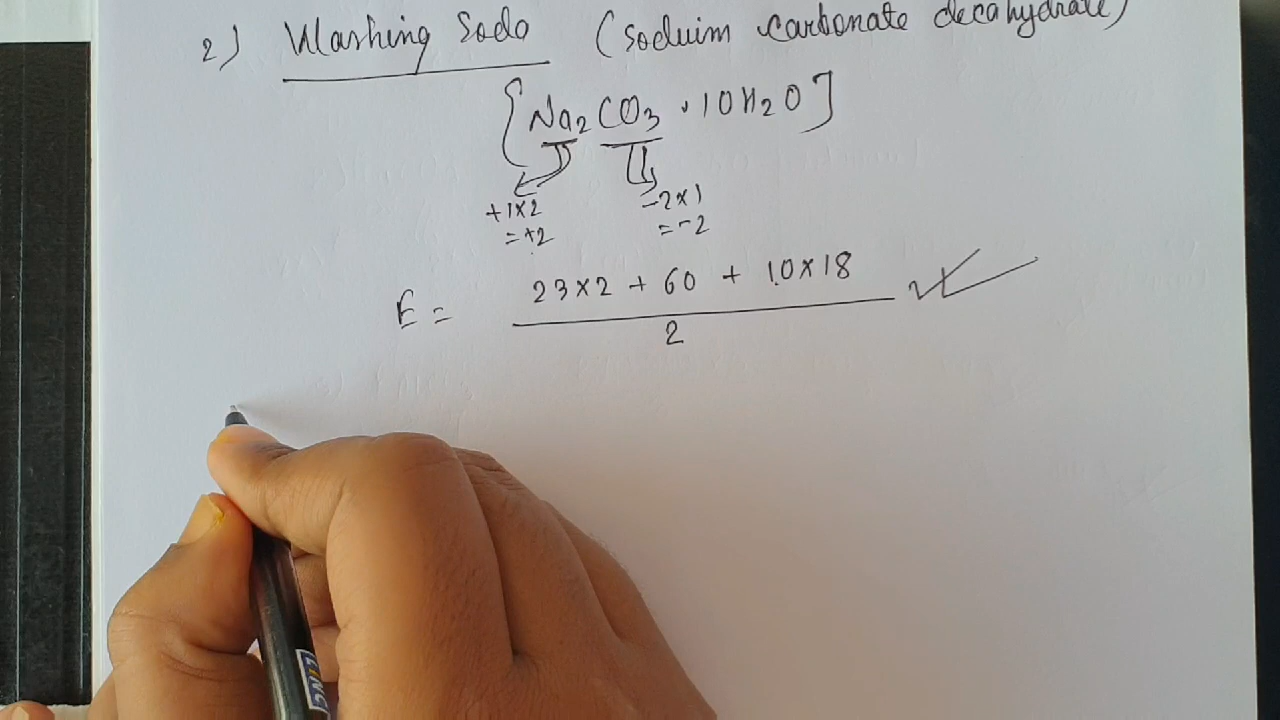 2) Washing Soda (Soduim carbonate decahydrate)
[Na2CO3 · 10H2O]
+1×2 -2×1
=+2 =-2
E = 23×2 + 60 + 10×18
2